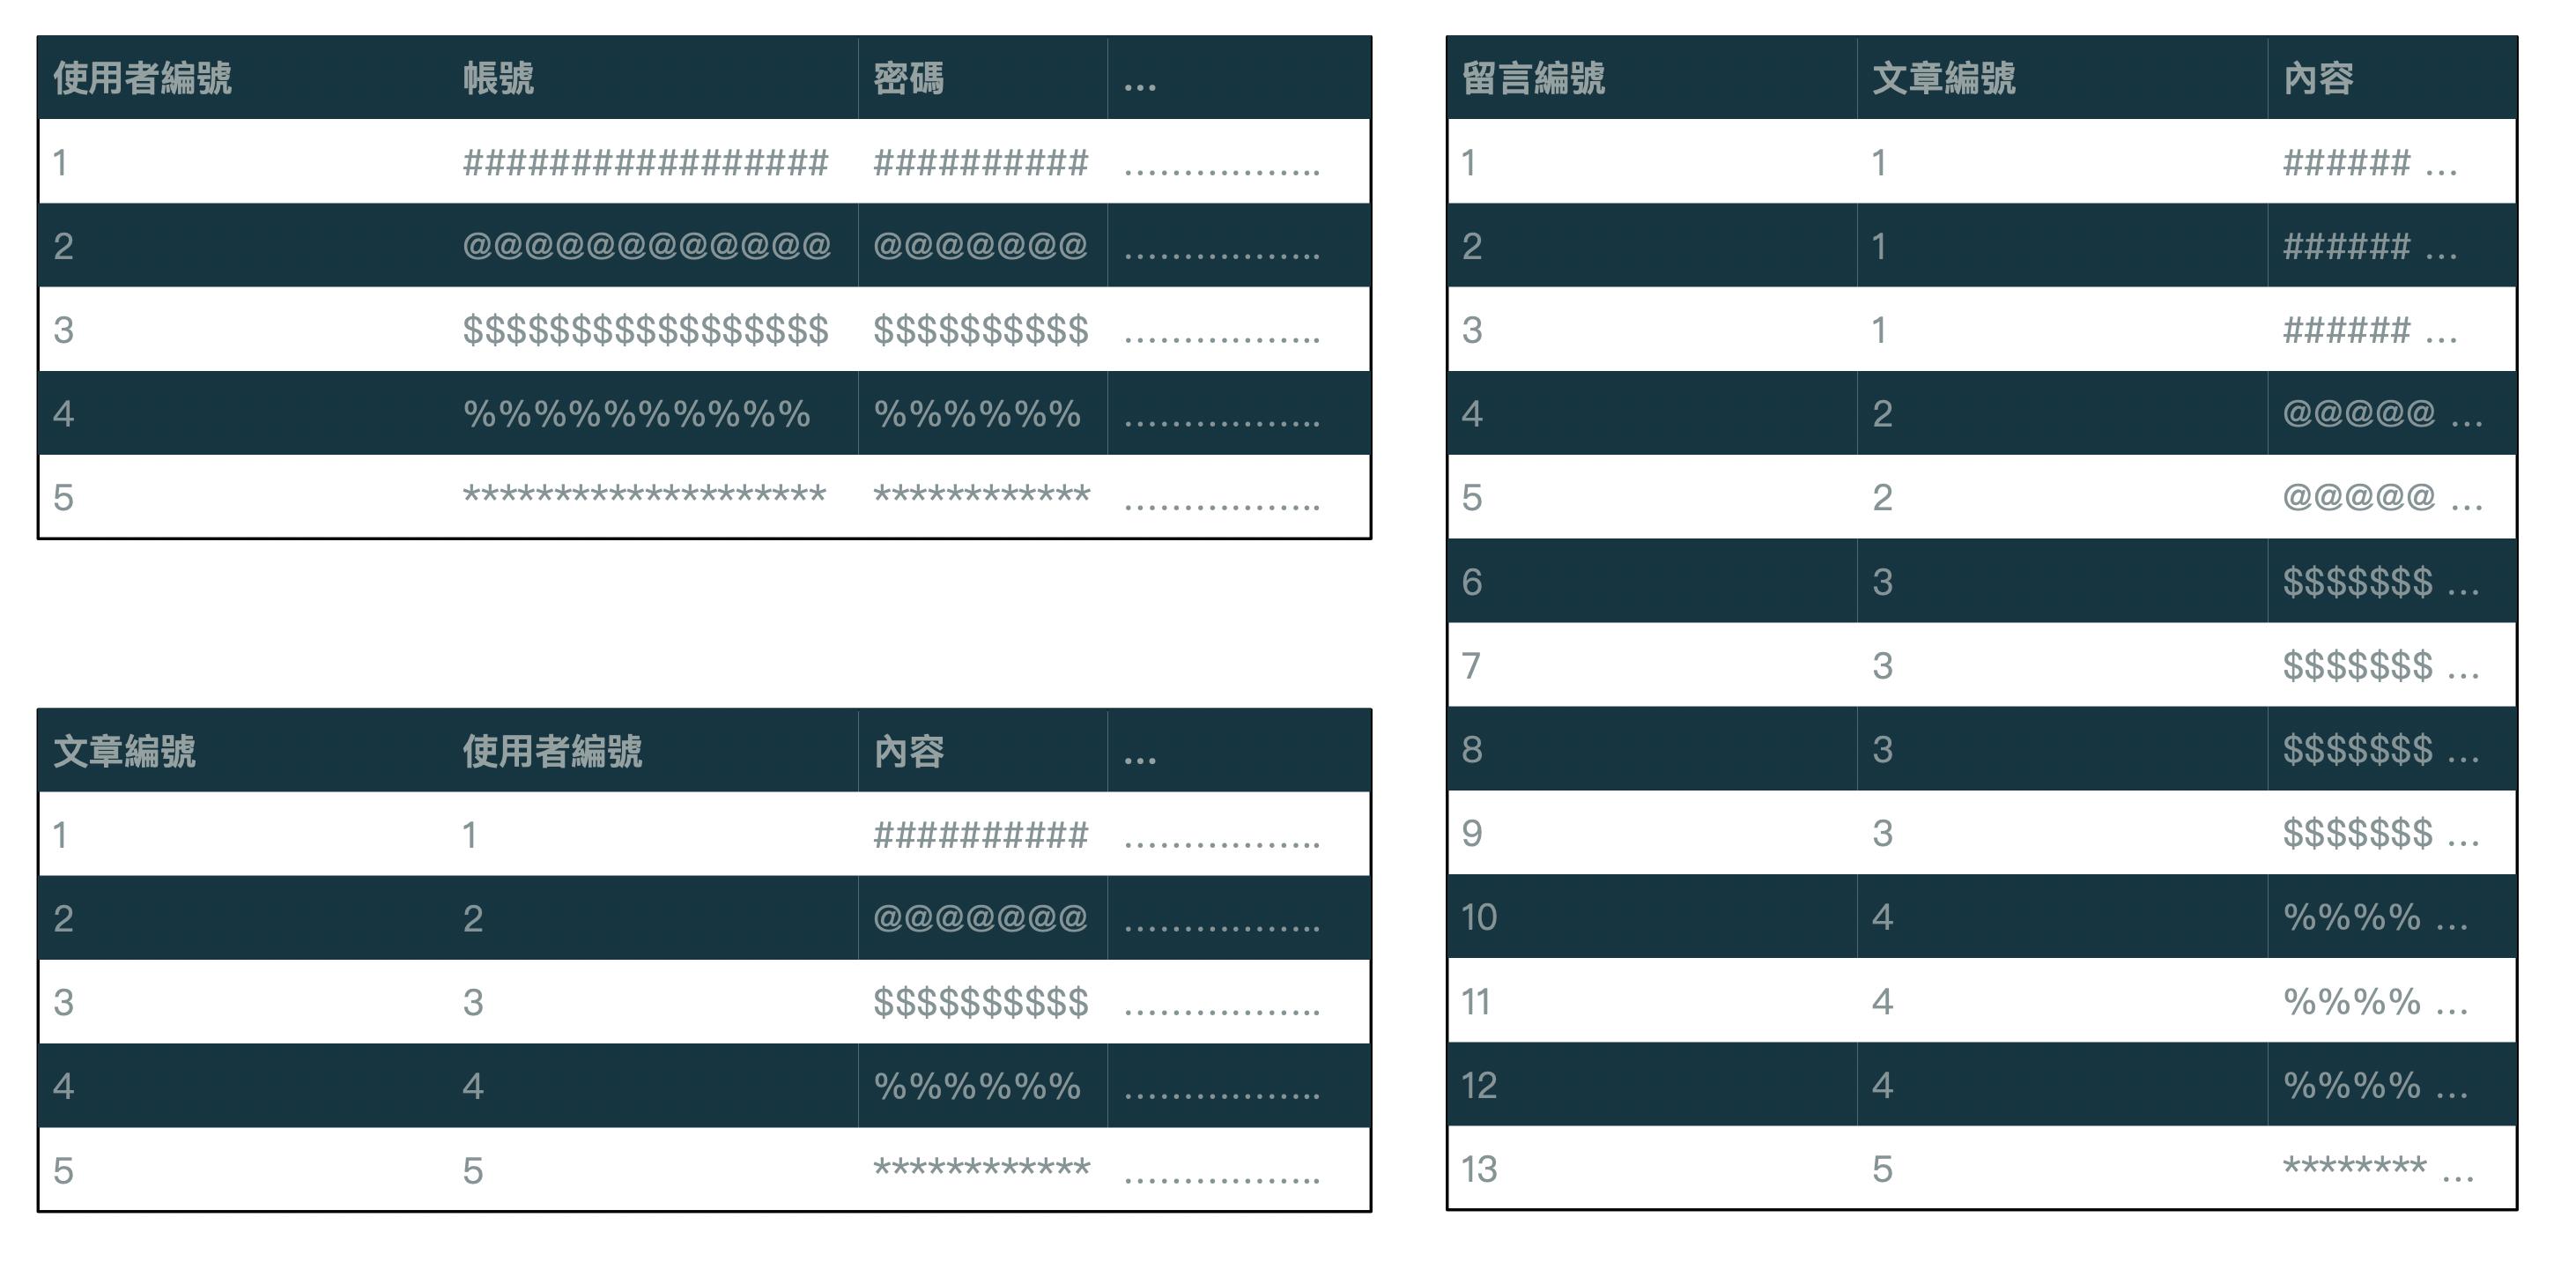 使用者編號 帳號 密碼 ...
1 ################# ########## .................
2 @@@@@@@@@@@@ @@@@@@@ .................
3 $$$$$$$$$$$$$$$$$ $$$$$$$$$$ .................
4 %%%%%%%%%% %%%%%% .................
5 ******************** ************ .................
文章編號 使用者編號 內容 ...
1 1 ########## .................
2 2 @@@@@@@ .................
3 3 $$$$$$$$$$ .................
4 4 %%%%%% .................
5 5 ************ .................
留言編號 文章編號 內容
1 1 ###### ...
2 1 ###### ...
3 1 ###### ...
4 2 @@@@@ ...
5 2 @@@@@ ...
6 3 $$$$$$$ ...
7 3 $$$$$$$ ...
8 3 $$$$$$$ ...
9 3 $$$$$$$ ...
10 4 %%%% ...
11 4 %%%% ...
12 4 %%%% ...
13 5 ******** ...